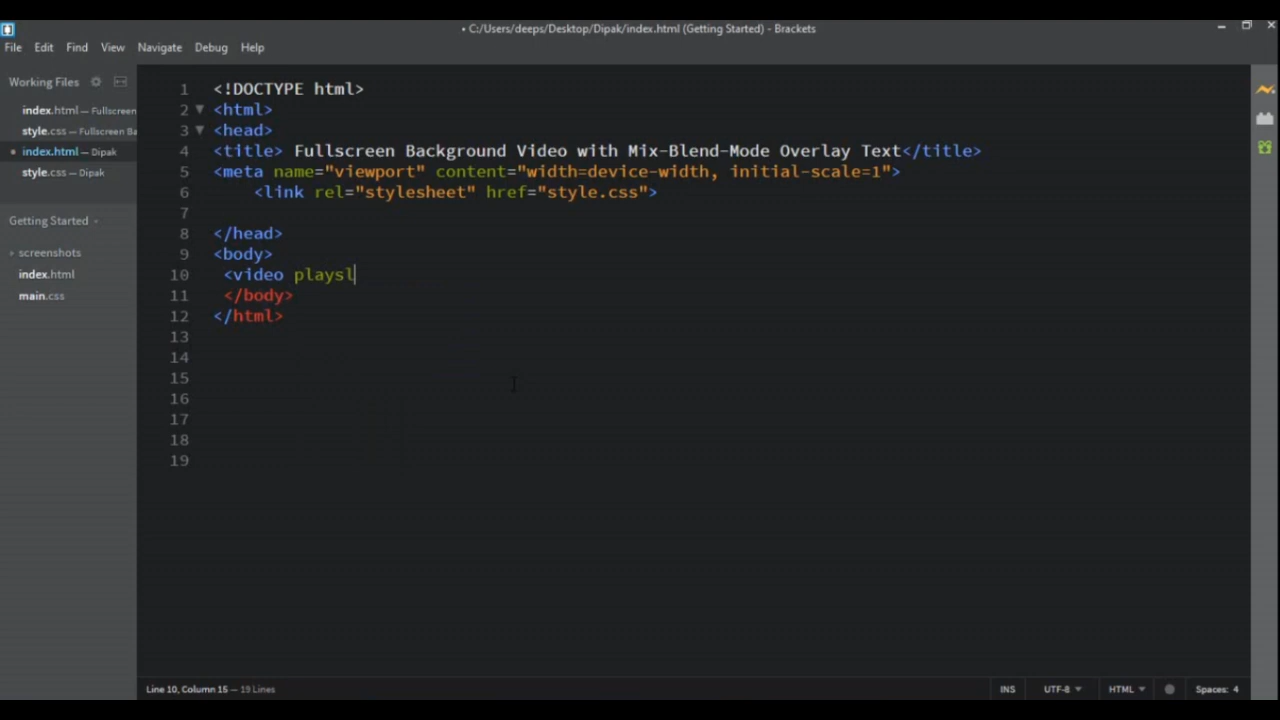 • C:/Users/deeps/Desktop/Dipak/index.html (Getting Started) - Brackets
File Edit Find View Navigate Debug Help
Working Files
index.html — Fullscreen
style.css — Fullscreen Ba
• index.html — Dipak
style.css — Dipak
Getting Started
screenshots
index.html
main.css
1 <!DOCTYPE html>
2 <html>
3 <head>
4 <title> Fullscreen Background Video with Mix-Blend-Mode Overlay Text</title>
5 <meta name="viewport" content="width=device-width, initial-scale=1">
6 <link rel="stylesheet" href="style.css">
7
8 </head>
9 <body>
10 <video playsl
11 </body>
12 </html>
13
14
15
16
17
18
19
Line 10, Column 15 — 19 Lines
INS UTF-8 HTML Spaces: 4